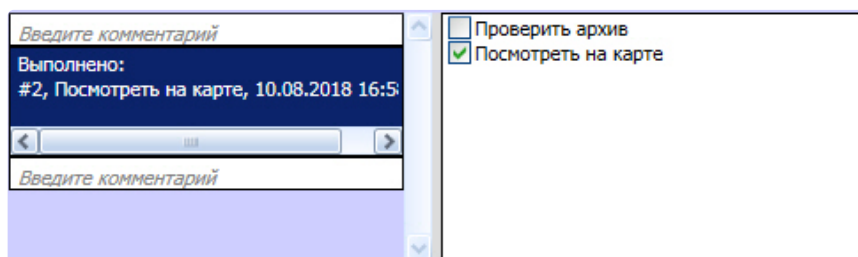 Введите комментарий
Выполнено:
#2, Посмотреть на карте, 10.08.2018 16:5
Введите комментарий
Проверить архив
Посмотреть на карте